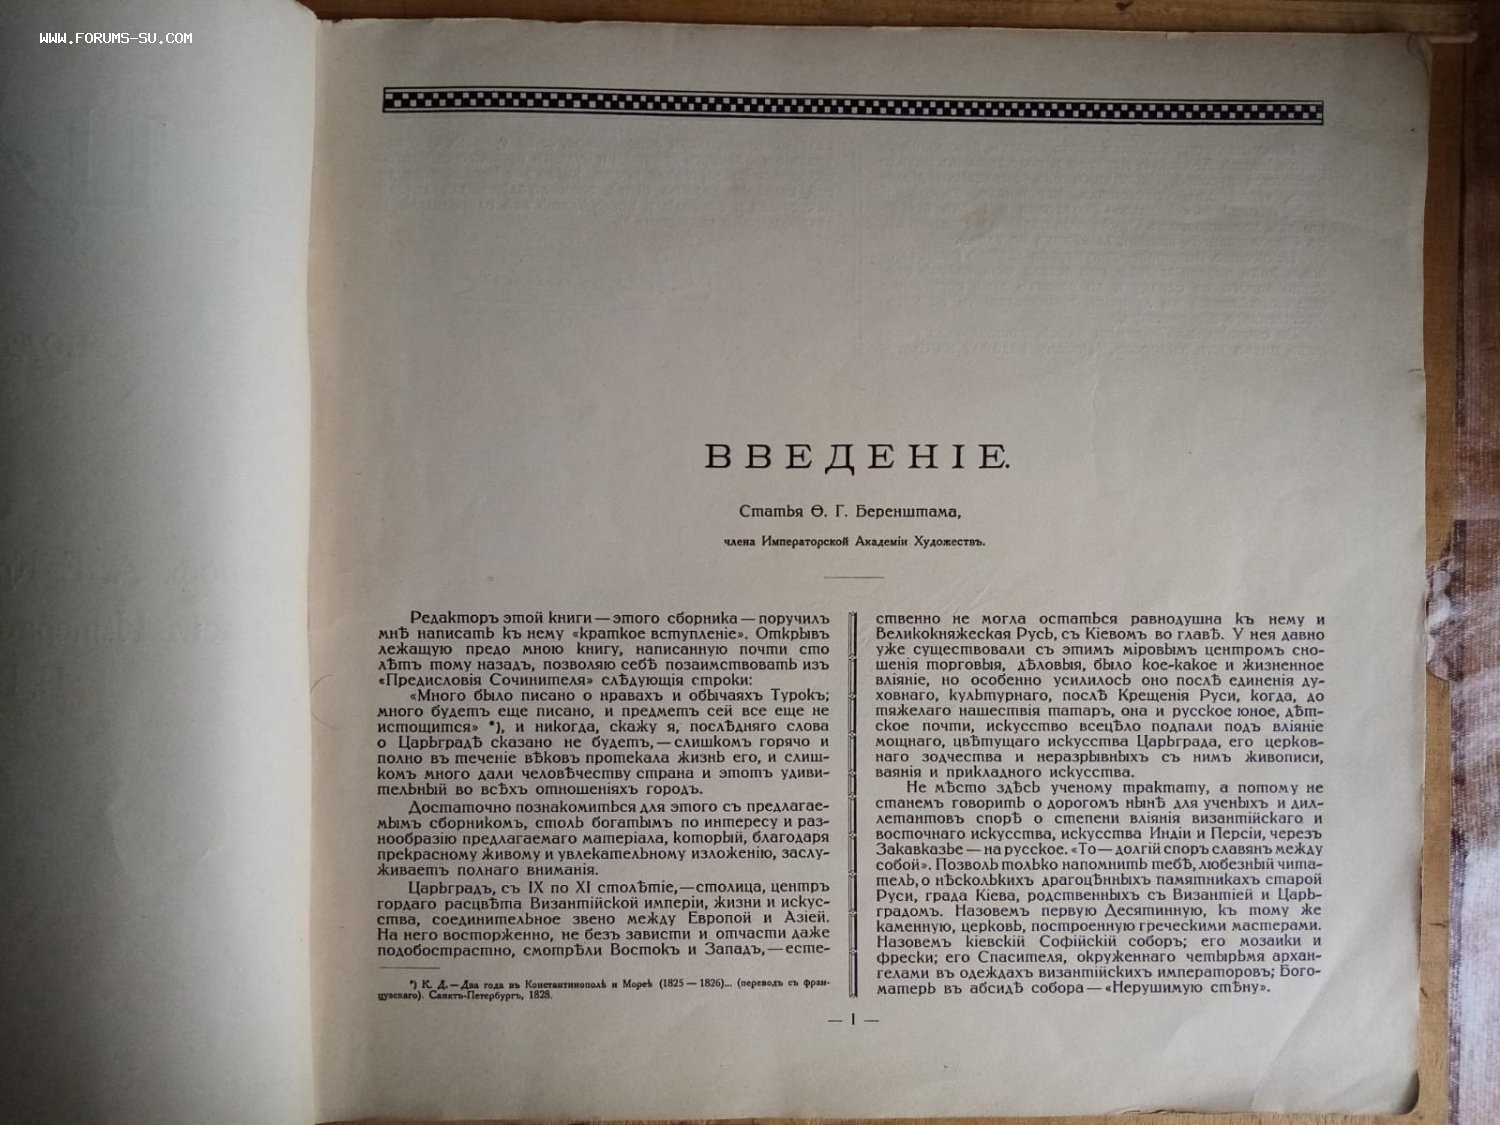 WWW.FORUMS-SU.COM
ВВЕДЕНІЕ.
Статья Ѳ. Г. Беренштама,
члена Императорской Академіи Художествъ.
Редакторъ этой книги — этого сборника — поручилъ
мнѣ написать къ нему «краткое вступленіе». Открывъ
лежащую предо мною книгу, написанную почти сто
лѣтъ тому назадъ, позволяю себѣ позаимствовать изъ
«Предисловія Сочинителя» слѣдующія строки:
«Много было писано о нравахъ и обычаяхъ Турокъ;
много будетъ еще писано, и предметъ сей все еще не
истощится» *), и никогда, скажу я, послѣдняго слова
о Царьградѣ сказано не будетъ, — слишкомъ горячо и
полно въ теченіе вѣковъ протекала жизнь его, и слиш-
комъ много дали человѣчеству страна и этотъ удиви-
тельный во всѣхъ отношеніяхъ городъ.
Достаточно познакомиться для этого съ предлагае-
мымъ сборникомъ, столь богатымъ по интересу и раз-
нообразію предлагаемаго матеріала, который, благодаря
прекрасному живому и увлекательному изложенію, заслу-
живаетъ полнаго вниманія.
Царьградъ, съ IX по XI столѣтіе, — столица, центръ
гордаго расцвѣта Византійской имперіи, жизни и искус-
ства, соединительное звено между Европой и Азіей.
На него восторженно, не безъ зависти и отчасти даже
подобострастно, смотрѣли Востокъ и Западъ, — есте-
*) К. Д. — Два года въ Константинополѣ и Мореѣ (1825 — 1826)... (переводъ съ фран-
цузскаго). Санктъ-Петербургъ, 1828.
ственно не могла остаться равнодушна къ нему и
Великокняжеская Русь, съ Кіевомъ во главѣ. У нея давно
уже существовали съ этимъ міровымъ центромъ сно-
шенія торговыя, дѣловыя, было кое-какое и жизненное
вліяніе, но особенно усилилось оно послѣ единенія ду-
ховнаго, культурнаго, послѣ Крещенія Руси, когда, до
тяжелаго нашествія татаръ, она и русское юное, дѣт-
ское почти, искусство всецѣло подпали подъ вліяніе
мощнаго, цвѣтущаго искусства Царьграда, его церков-
наго зодчества и неразрывныхъ съ нимъ живописи,
ваянія и прикладного искусства.
Не мѣсто здѣсь ученому трактату, а потому не
станемъ говорить о дорогомъ нынѣ для ученыхъ и дил-
летантовъ спорѣ о степени вліянія византійскаго и
восточнаго искусства, искусства Индіи и Персіи, черезъ
Закавказье — на русское. «То — долгій споръ славянъ между
собой». Позволь только напомнить тебѣ, любезный чита-
тель, о нѣсколькихъ драгоцѣнныхъ памятникахъ старой
Руси, града Кіева, родственныхъ съ Византіей и Царь-
градомъ. Назовемъ первую Десятинную, къ тому же
каменную, церковь, построенную греческими мастерами.
Назовемъ кіевскій Софійскій соборъ; его мозаики и
фрески; его Спасителя, окруженнаго четырьмя архан-
гелами въ одеждахъ византійскихъ императоровъ; Бого-
матерь въ абсидѣ собора — «Нерушимую стѣну».
— I —